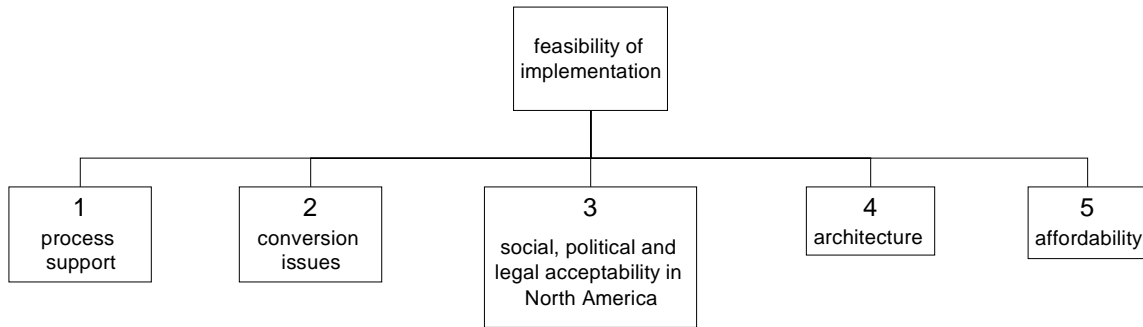 feasibility of
implementation
1
process
support
2
conversion
issues
3
social, political and
legal acceptability in
North America
4
architecture
5
affordability